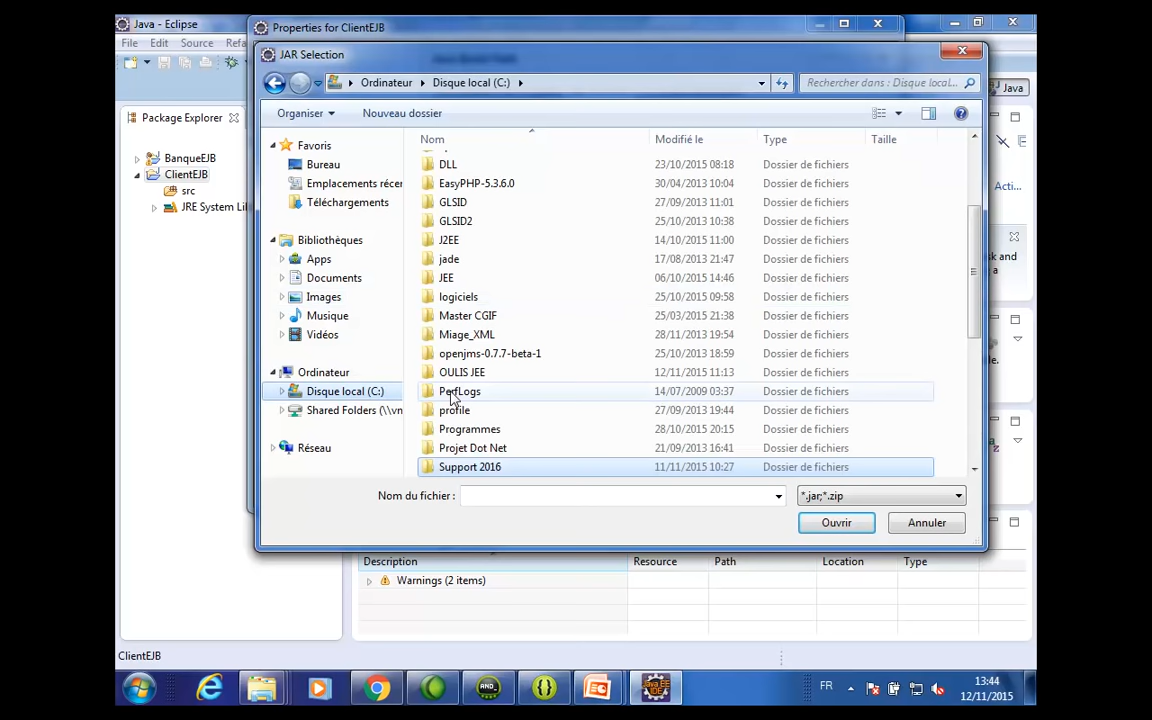 Java - Eclipse
Properties for ClientEJB
File Edit Source Refa
JAR Selection
Ordinateur Disque local (C:)
Rechercher dans : Disque local...
Java
Organiser Nouveau dossier
Package Explorer
Nom Modifié le Type Taille
Favoris
BanqueEJB
Bureau
DLL 23/10/2015 08:18 Dossier de fichiers
ClientEJB
Emplacements récer
EasyPHP-5.3.6.0 30/04/2013 10:04 Dossier de fichiers
Acti...
src
Téléchargements
GLSID 27/09/2013 11:01 Dossier de fichiers
JRE System Lil
GLSID2 25/10/2013 10:38 Dossier de fichiers
Bibliothèques
J2EE 14/10/2015 11:00 Dossier de fichiers
Apps
jade 17/08/2013 21:47 Dossier de fichiers
sk and
e a
Documents
JEE 06/10/2015 14:46 Dossier de fichiers
Images
logiciels 25/10/2015 09:58 Dossier de fichiers
Musique
Master CGIF 25/03/2015 21:38 Dossier de fichiers
Vidéos
Miage_XML 28/11/2013 19:54 Dossier de fichiers
openjms-0.7.7-beta-1 25/10/2013 18:59 Dossier de fichiers
Ordinateur
OULIS JEE 12/11/2015 11:13 Dossier de fichiers
Disque local (C:)
PerfLogs 14/07/2009 03:37 Dossier de fichiers
Shared Folders (\\vn
profile 27/09/2013 19:44 Dossier de fichiers
Programmes 28/10/2015 20:15 Dossier de fichiers
Réseau
Projet Dot Net 21/09/2013 16:41 Dossier de fichiers
Support 2016 11/11/2015 10:27 Dossier de fichiers
Nom du fichier :
*.jar;*.zip
Ouvrir Annuler
Description Resource Path Location Type
Warnings (2 items)
ClientEJB
FR
13:44
12/11/2015